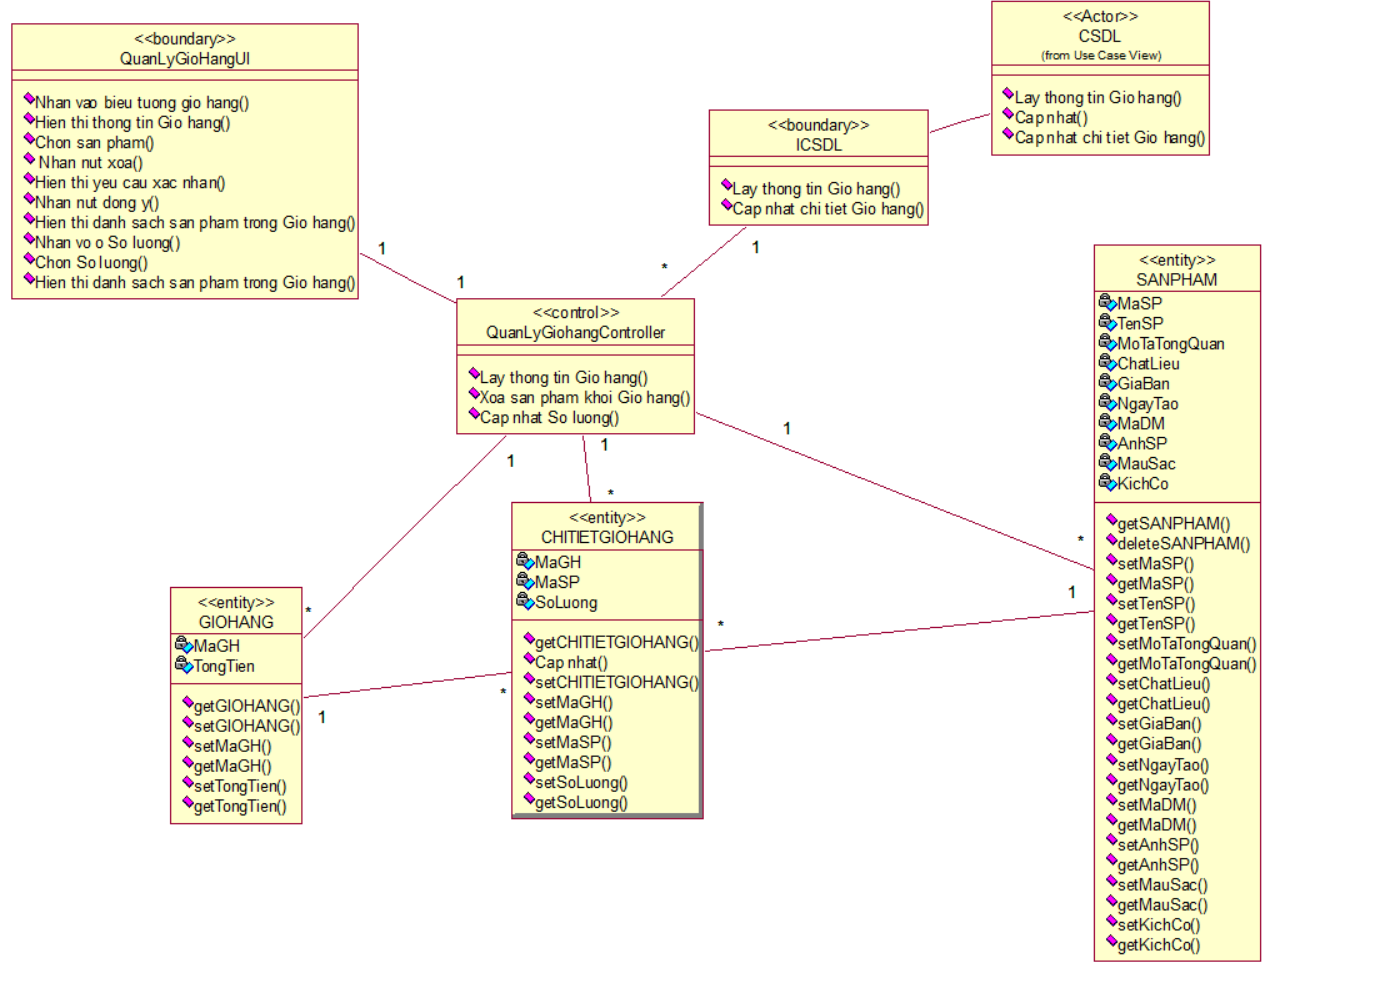 <<boundary>>
QuanLyGioHangUI
Nhan vao bieu tuong gio hang()
Hien thi thong tin Gio hang()
Chon san pham()
Nhan nut xoa()
Hien thi yeu cau xac nhan()
Nhan nut dong y()
Hien thi danh sach san pham trong Gio hang()
Nhan vo o So luong()
Chon So luong()
Hien thi danh sach san pham trong Gio hang()
<<Actor>>
CSDL
(from Use Case View)
Lay thong tin Gio hang()
Cap nhat()
Cap nhat chi tiet Gio hang()
<<boundary>>
ICSDL
Lay thong tin Gio hang()
Cap nhat chi tiet Gio hang()
1
1
*
1
<<control>>
QuanLyGiohangController
Lay thong tin Gio hang()
Xoa san pham khoi Gio hang()
Cap nhat So luong()
1
*
1
*
1
*
<<entity>>
SANPHAM
MaSP
TenSP
MoTaTongQuan
ChatLieu
GiaBan
NgayTao
MaDM
AnhSP
MauSac
KichCo
getSANPHAM()
deleteSANPHAM()
setMaSP()
getMaSP()
setTenSP()
getTenSP()
setMoTaTongQuan()
getMoTaTongQuan()
setChatLieu()
getChatLieu()
setGiaBan()
getGiaBan()
setNgayTao()
getNgayTao()
setMaDM()
getMaDM()
setAnhSP()
getAnhSP()
setMauSac()
getMauSac()
setKichCo()
getKichCo()
<<entity>>
CHITIETGIOHANG
MaGH
MaSP
SoLuong
getCHITIETGIOHANG()
Cap nhat()
setCHITIETGIOHANG()
setMaGH()
getMaGH()
setMaSP()
getMaSP()
setSoLuong()
getSoLuong()
*
1
<<entity>>
GIOHANG
MaGH
TongTien
getGIOHANG()
setGIOHANG()
setMaGH()
getMaGH()
setTongTien()
getTongTien()
1
*